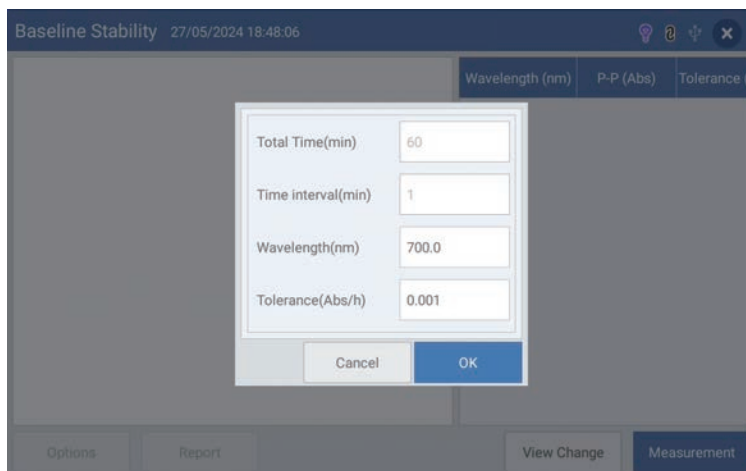 Baseline Stability 27/05/2024 18:48:06
Wavelength (nm) P-P (Abs) Tolerance
Total Time(min) 60
Time interval(min) 1
Wavelength(nm) 700.0
Tolerance(Abs/h) 0.001
Cancel OK
Options Report View Change Measurement